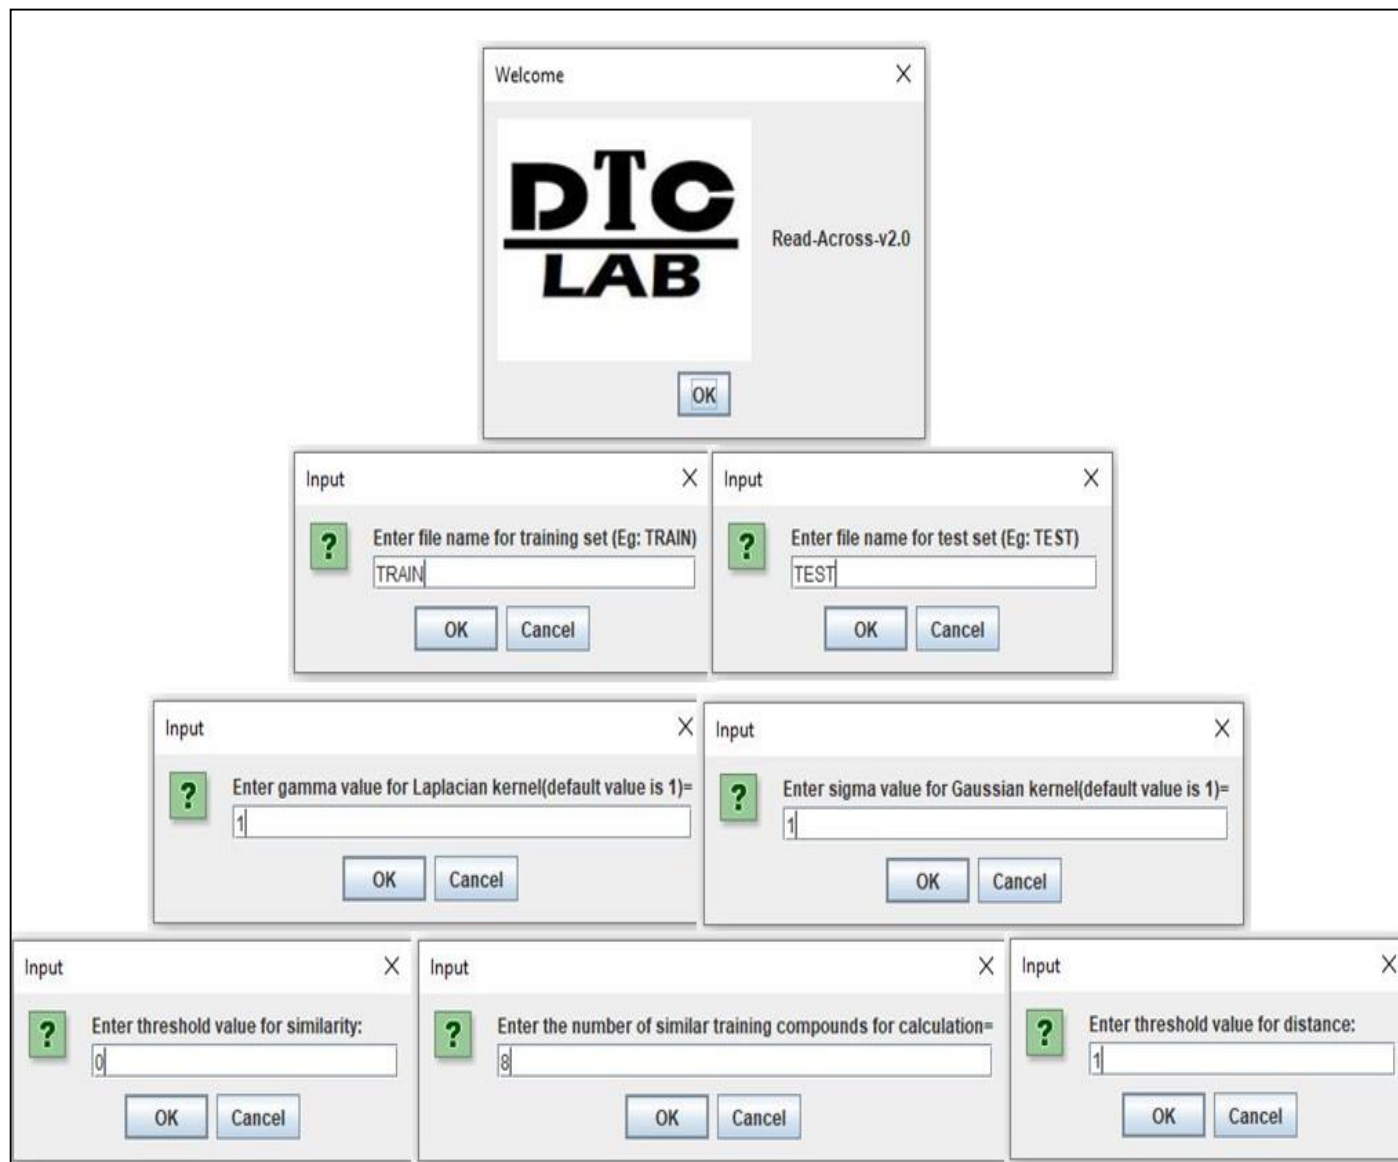 Welcome
X
DTC
LAB
Read-Across-v2.0
OK
Input
X
?
Enter file name for training set (Eg: TRAIN)
TRAIN
OK
Cancel
Input
X
?
Enter file name for test set (Eg: TEST)
TEST
OK
Cancel
Input
X
?
Enter gamma value for Laplacian kernel(default value is 1)=
1
OK
Cancel
Input
X
?
Enter sigma value for Gaussian kernel(default value is 1)=
1
OK
Cancel
Input
X
?
Enter threshold value for similarity:
0
OK
Cancel
Input
X
?
Enter the number of similar training compounds for calculation=
8
OK
Cancel
Input
X
?
Enter threshold value for distance:
1
OK
Cancel